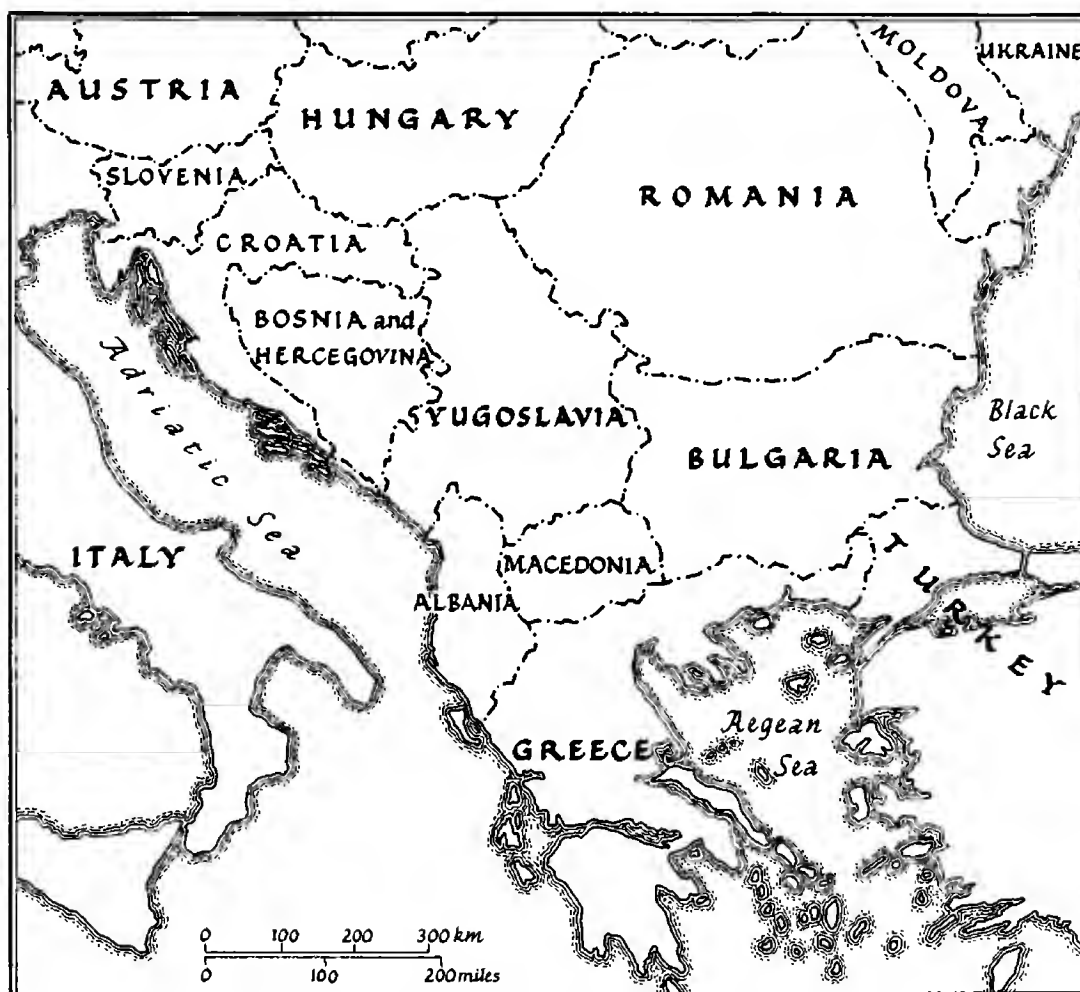 MOLDOVA
UKRAINE
AUSTRIA
HUNGARY
SLOVENIA
ROMANIA
CROATIA
BOSNIA and
HERCEGOVINA
Adriatic Sea
YUGOSLAVIA
Black
Sea
BULGARIA
ITALY
MACEDONIA
ALBANIA
TURKEY
Aegean
Sea
GREECE
0 100 200 300 km
0 100 200 miles